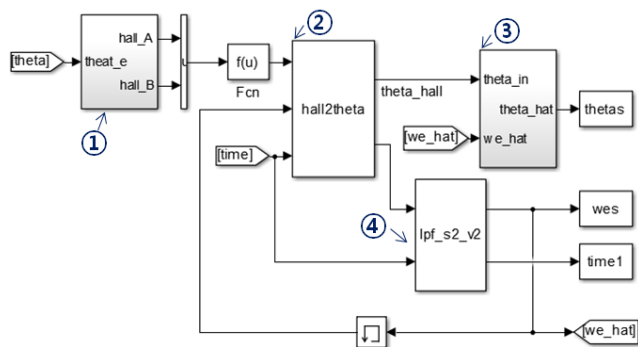 ②
①
③
④
[theta]
theat_e
hall_A
hall_B
u
f(u)
Fcn
hall2theta
theta_hall
theta_in
theta_hat
we_hat
thetas
[we_hat]
[time]
lpf_s2_v2
wes
time1
[we_hat]